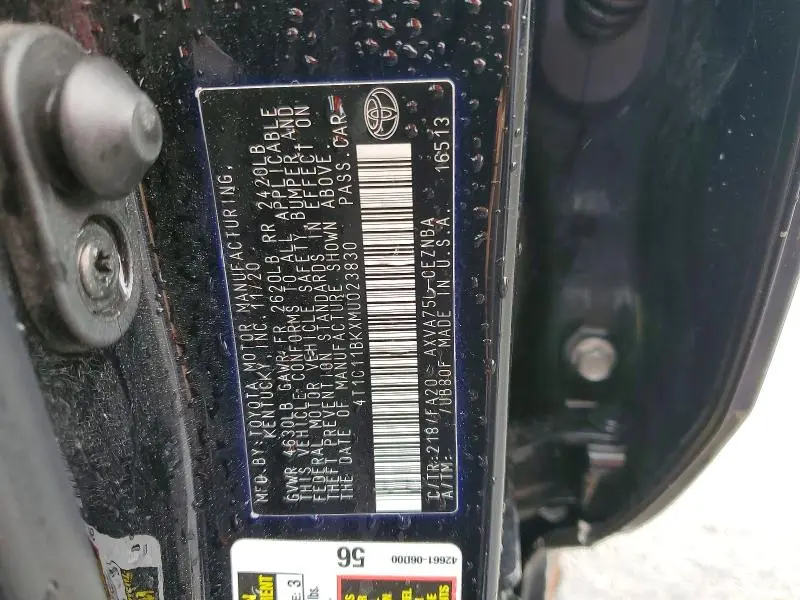 MFD BY: TOYOTA MOTOR MANUFACTURING,
KENTUCKY, INC. 11/20
GVWR 4630LB GAWR FR 2620LB RR 2420LB
THIS VEHICLE CONFORMS TO ALL APPLICABLE
FEDERAL MOTOR VEHICLE SAFETY, BUMPER, AND
THEFT PREVENTION STANDARDS IN EFFECT ON
THE DATE OF MANUFACTURE SHOWN ABOVE.
4T1C11BKXMU023830 PASS.CAR
C/TR:218/FA20 AXVA75L-CEZNBA
A/TM:- /UB80F MADE IN U.S.A. 16513
56
42661-06D00